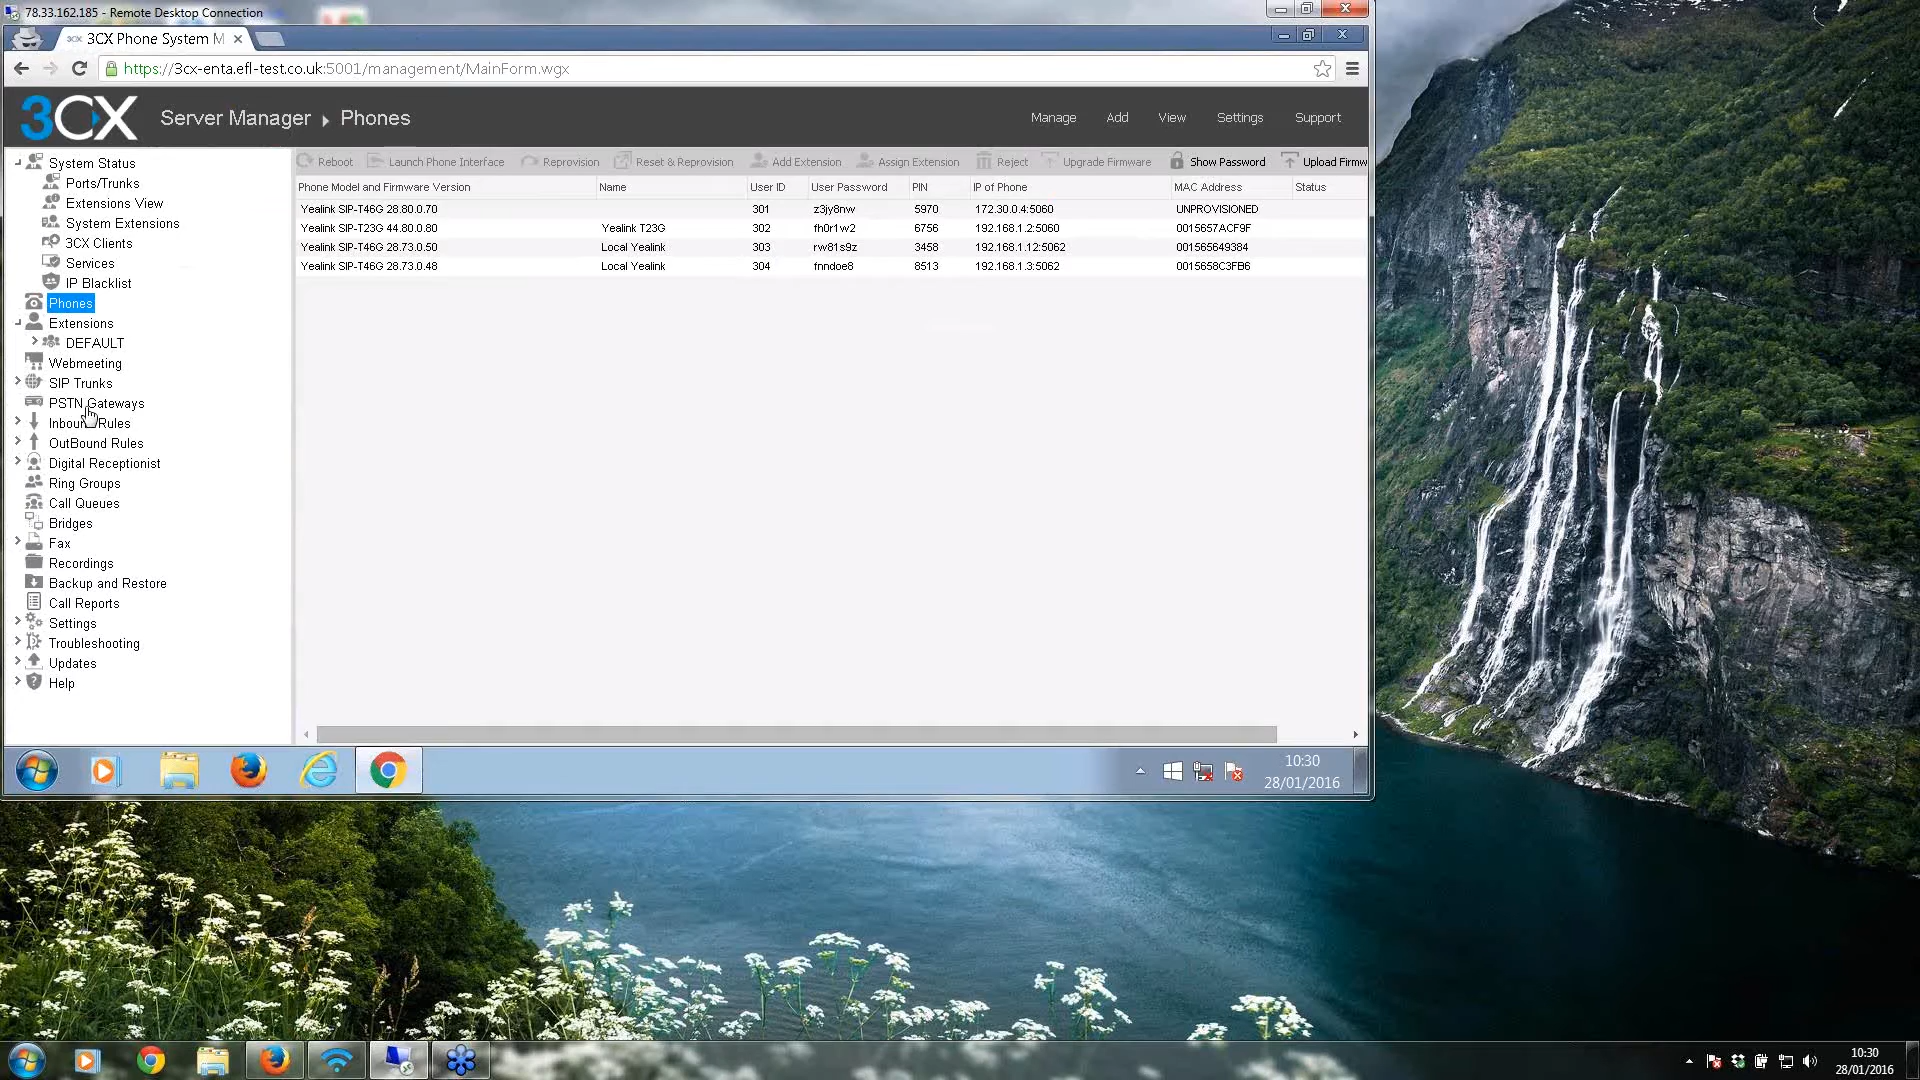 78.33.162.185 - Remote Desktop Connection
3CX Phone System M
https://3cx-enta.efl-test.co.uk:5001/management/MainForm.wgx
3CX Server Manager Phones Manage Add View Settings Support
Reboot Launch Phone Interface Reprovision Reset & Reprovision Add Extension Assign Extension Reject Upgrade Firmware Show Password Upload Firmw
Phone Model and Firmware Version Name User ID User Password PIN IP of Phone MAC Address Status
Yealink SIP-T46G 28.80.0.70 301 z3jy8nw 5970 172.30.0.4:5060 UNPROVISIONED
Yealink SIP-T23G 44.80.0.80 Yealink T23G 302 fh0r1w2 6756 192.168.1.2:5060 0015657ACF9F
Yealink SIP-T46G 28.73.0.50 Local Yealink 303 rw81s9z 3458 192.168.1.12:5062 001565649384
Yealink SIP-T46G 28.73.0.48 Local Yealink 304 fnndoe8 8513 192.168.1.3:5062 0015658C3FB6
System Status
Ports/Trunks
Extensions View
System Extensions
3CX Clients
Services
IP Blacklist
Phones
Extensions
DEFAULT
Webmeeting
SIP Trunks
PSTN Gateways
Inbound Rules
OutBound Rules
Digital Receptionist
Ring Groups
Call Queues
Bridges
Fax
Recordings
Backup and Restore
Call Reports
Settings
Troubleshooting
Updates
Help
10:30
28/01/2016
10:30
28/01/2016